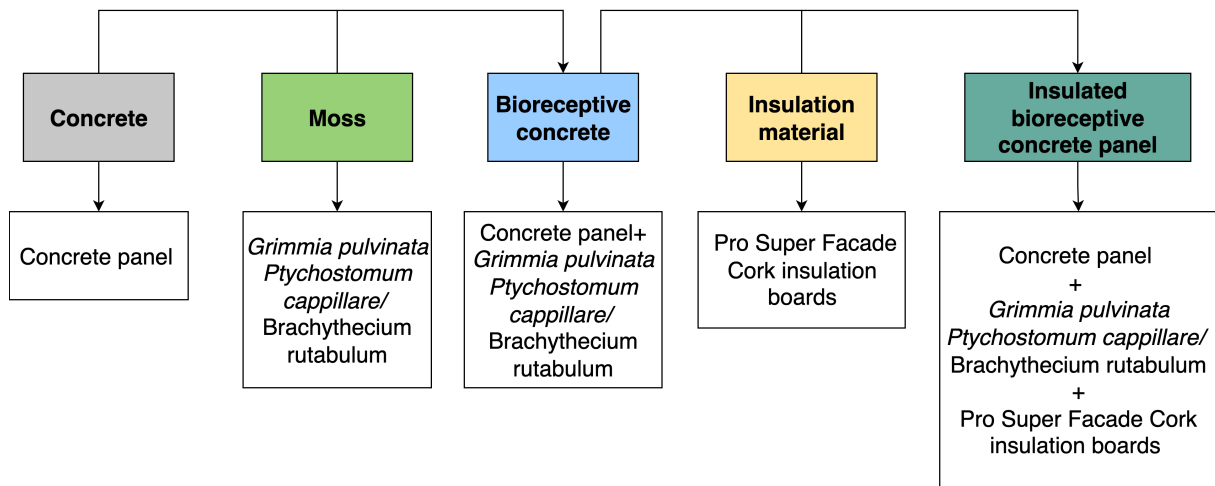 Concrete
Moss
Bioreceptive
concrete
Insulation
material
Insulated
bioreceptive
concrete panel
Concrete panel
Grimmia pulvinata
Ptychostomum
cappillare/
Brachythecium
rutabulum
Concrete panel+
Grimmia pulvinata
Ptychostomum
cappillare/
Brachythecium
rutabulum
Pro Super Facade
Cork insulation
boards
Concrete panel
+
Grimmia pulvinata
Ptychostomum cappillare/
Brachythecium rutabulum
+
Pro Super Facade Cork
insulation boards